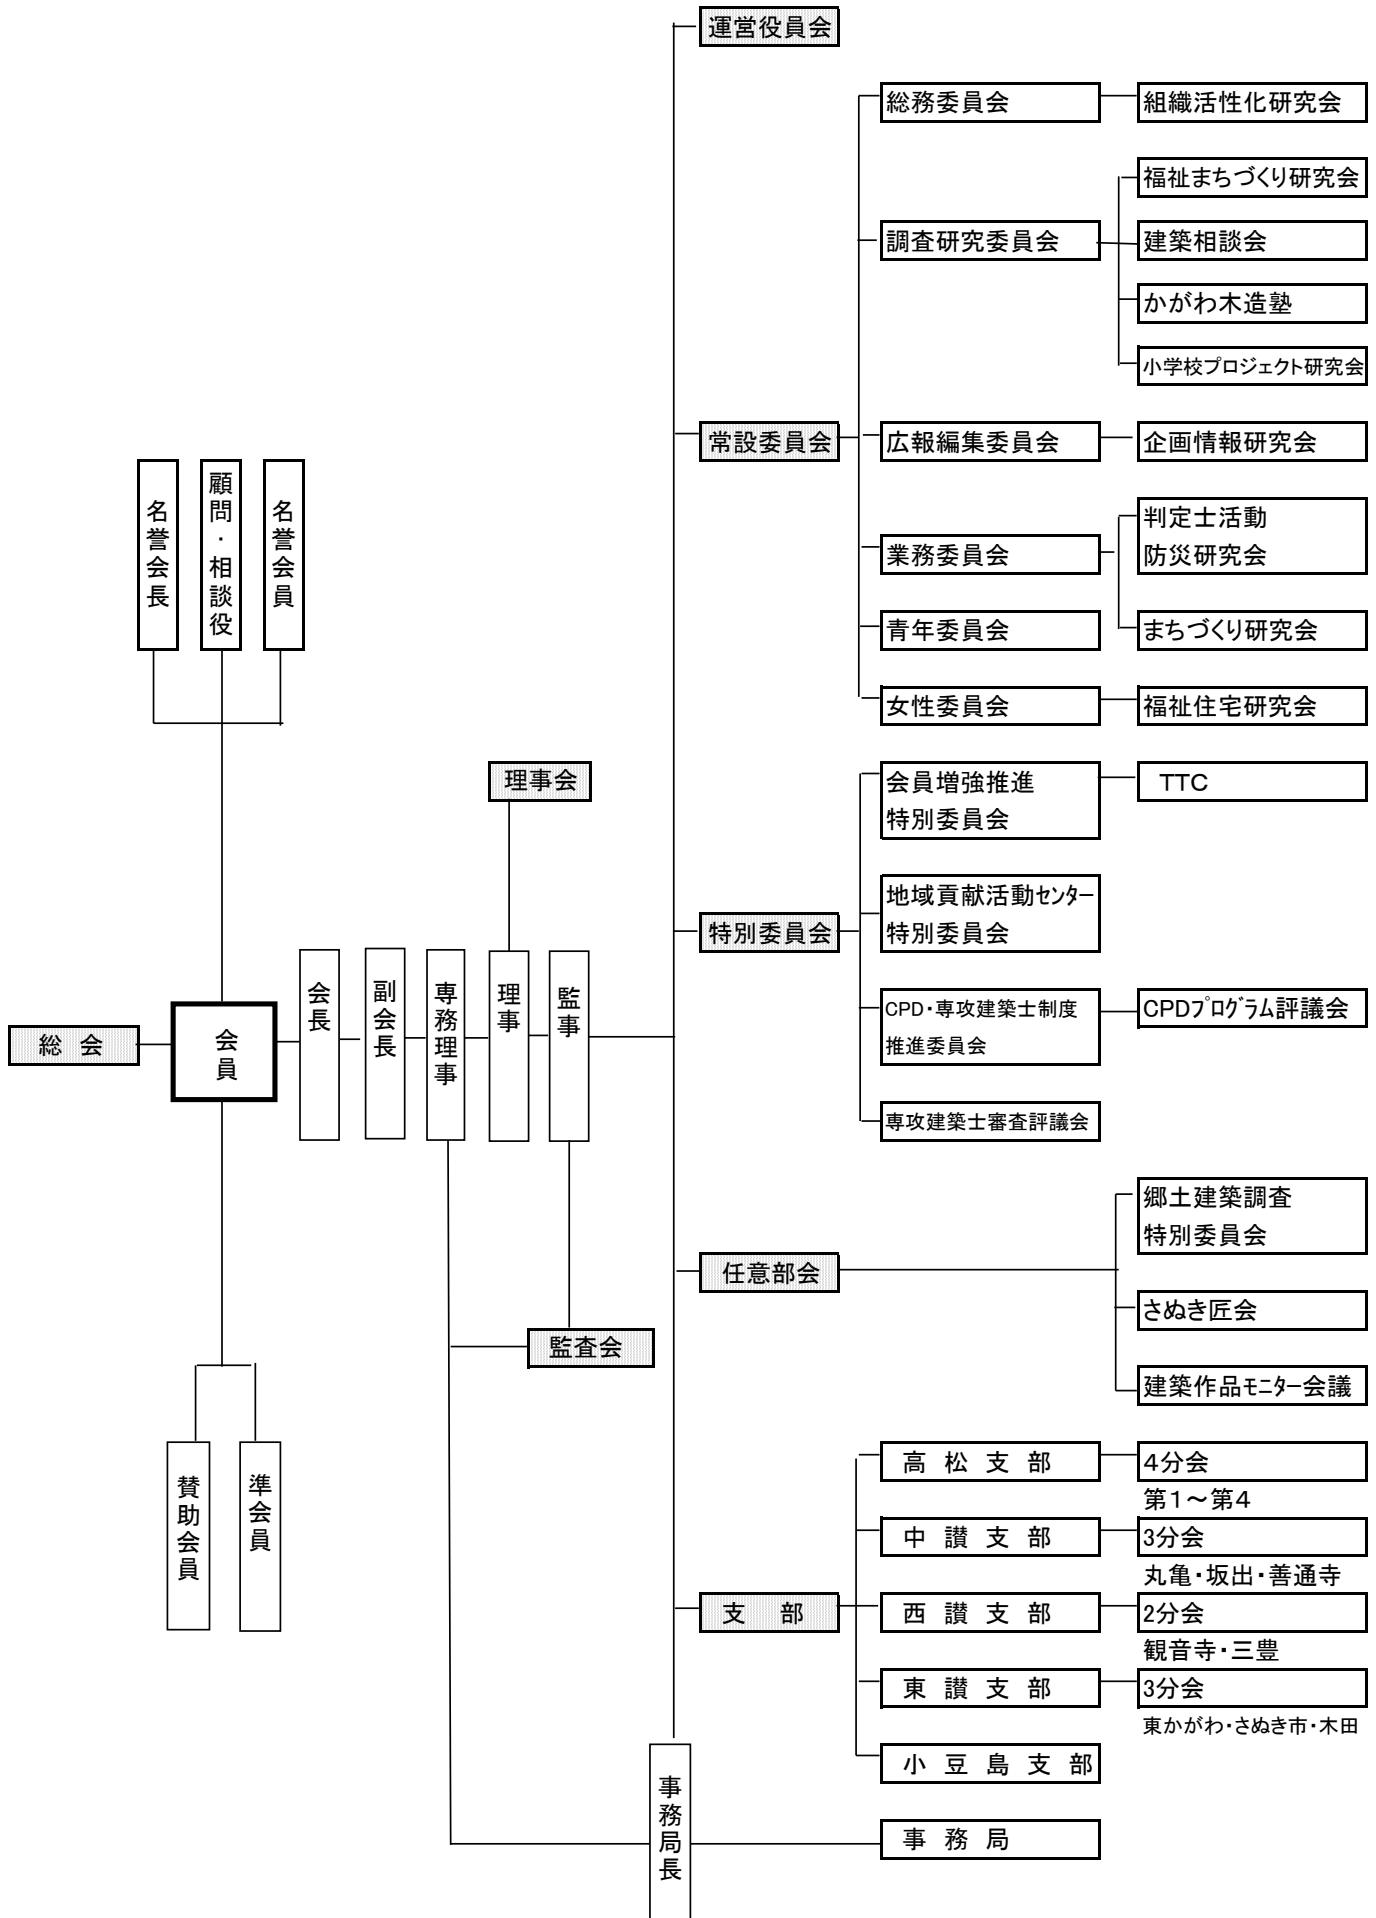 運営役員会
総務委員会
組織活性化研究会
福祉まちづくり研究会
調査研究委員会
建築相談会
かがわ木造塾
小学校プロジェクト研究会
常設委員会
広報編集委員会
企画情報研究会
業務委員会
判定士活動
防災研究会
青年委員会
まちづくり研究会
女性委員会
福祉住宅研究会
名誉会長
顧問・相談役
名誉会員
理事会
会員増強推進
特別委員会
TTC
特別委員会
地域貢献活動ｾﾝﾀｰ
特別委員会
CPD・専攻建築士制度
推進委員会
CPDﾌﾟﾛｸﾞﾗﾑ評議会
専攻建築士審査評議会
総 会
会員
会長
副会長
専務理事
理事
監事
任意部会
郷土建築調査
特別委員会
さぬき匠会
建築作品ﾓﾆﾀｰ会議
監査会
賛助会員
準会員
支 部
高 松 支 部
4分会
第1～第4
中 讃 支 部
3分会
丸亀・坂出・善通寺
西 讃 支 部
2分会
観音寺・三豊
東 讃 支 部
3分会
東かがわ・さぬき市・木田
小 豆 島 支 部
事務局長
事 務 局